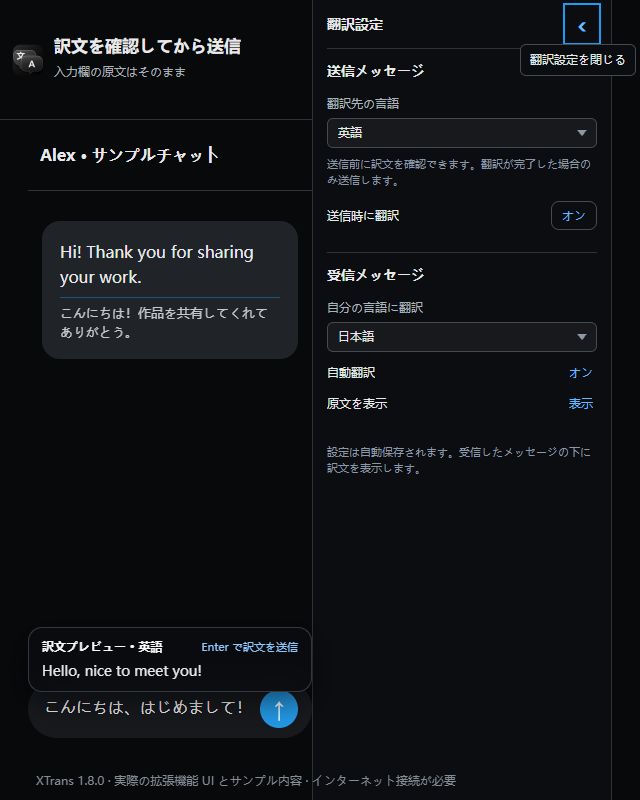 訳文を確認してから送信
入力欄の原文はそのまま
Alex • サンプルチャット
Hi! Thank you for sharing
your work.
こんにちは! 作品を共有してくれて
ありがとう。
訳文プレビュー・英語
Enter で訳文を送信
Hello, nice to meet you!
こんにちは、はじめまして!
翻訳設定
翻訳設定を閉じる
送信メッセージ
翻訳先の言語
英語
送信前に訳文を確認できます。翻訳が完了した場合の
み送信します。
送信時に翻訳
オン
受信メッセージ
自分の言語に翻訳
日本語
自動翻訳
オン
原文を表示
表示
設定は自動保存されます。受信したメッセージの下に
訳文を表示します。
XTrans 1.8.0 · 実際の拡張機能 UI とサンプル内容 · インターネット接続が必要